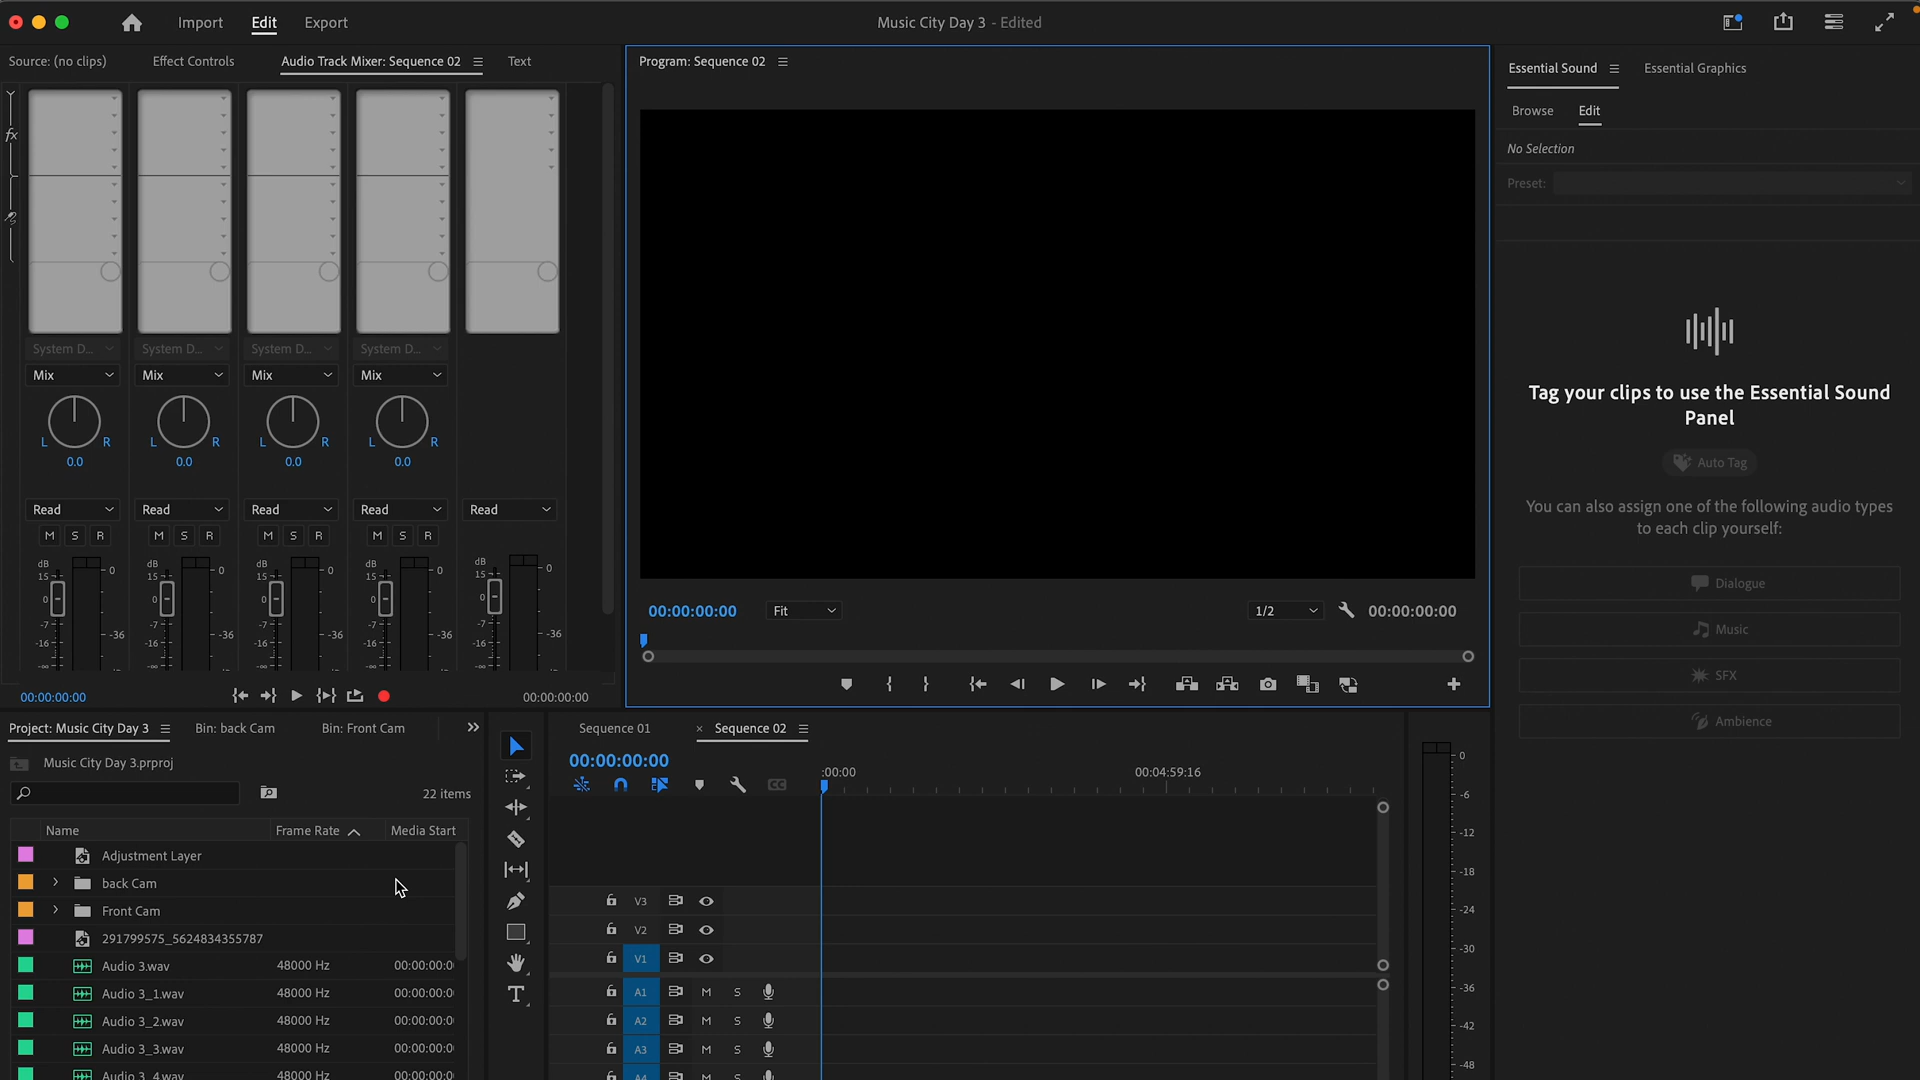 Import Edit Export
Music City Day 3 - Edited
Source: (no clips) Effect Controls Audio Track Mixer: Sequence 02 Text
fx
System D... System D... System D... System D...
Mix Mix Mix Mix
L R L R L R L R
0.0 0.0 0.0 0.0
Read Read Read Read Read
M S R M S R M S R M S R
dB dB dB dB dB
15 15 15 15 15
0 0 0 0 0
0 0 0 0 0
-7 -7 -7 -7 -7
-36 -36 -36 -36 -36
-16 -16 -16 -16 -16
-∞ -∞ -∞ -∞ -∞
00:00:00:00 00:00:00:00
Program: Sequence 02
00:00:00:00 Fit 1/2 00:00:00:00
Essential Sound Essential Graphics
Browse Edit
No Selection
Preset:
Tag your clips to use the Essential Sound
Panel
Auto Tag
You can also assign one of the following audio types
to each clip yourself:
Dialogue
Music
SFX
Ambience
Project: Music City Day 3 Bin: back Cam Bin: Front Cam
Music City Day 3.prproj
22 items
Name Frame Rate Media Start
Adjustment Layer
back Cam
Front Cam
291799575_5624834355787
Audio 3.wav 48000 Hz 00:00:00:0
Audio 3_1.wav 48000 Hz 00:00:00:0
Audio 3_2.wav 48000 Hz 00:00:00:0
Audio 3_3.wav 48000 Hz 00:00:00:0
Audio 3_4.wav 48000 Hz 00:00:00:0
Sequence 01 × Sequence 02
00:00:00:00
:00:00 00:04:59:16
CC
V3
V2
V1
A1 M S
A2 M S
A3 M S
A4 M S
0
-6
-12
-18
-24
-30
-36
-42
-48